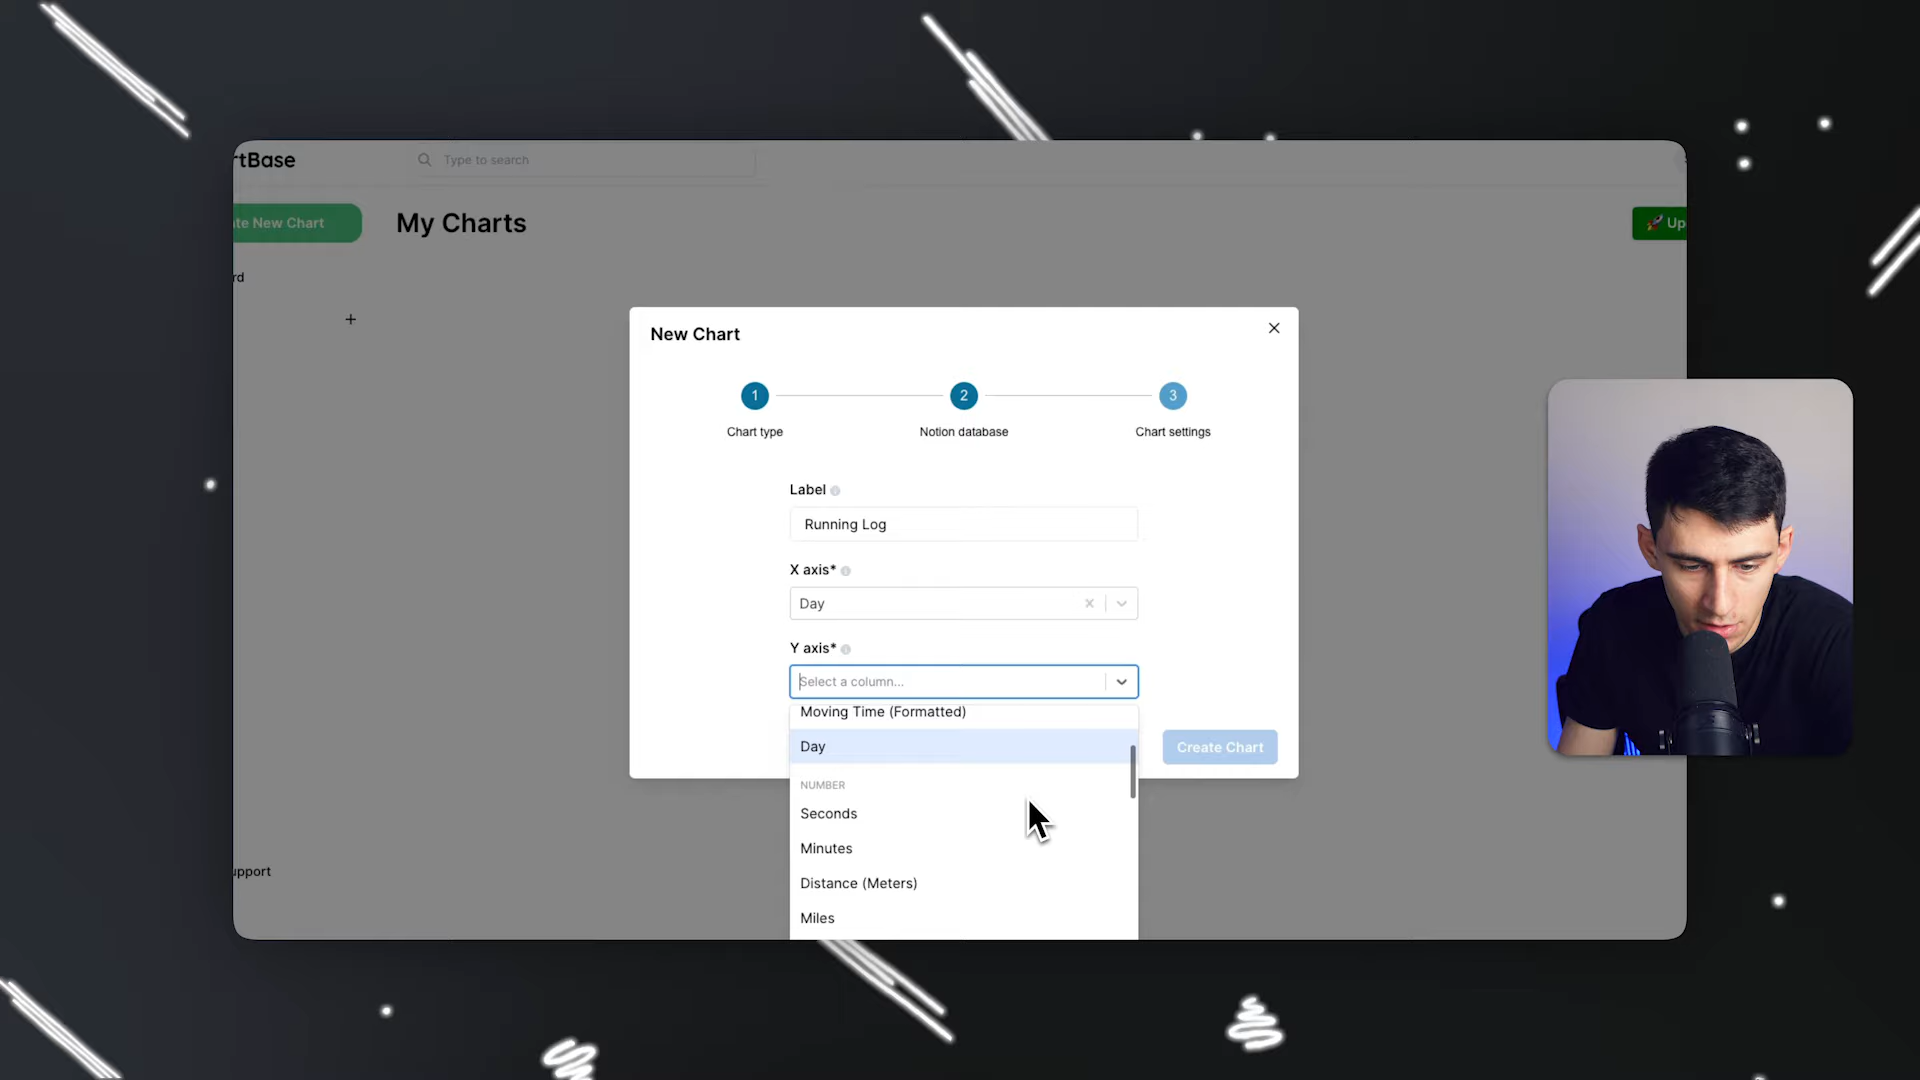 rtBase
Type to search
te New Chart
My Charts
Up
rd
+
New Chart
1
2
3
Chart type
Notion database
Chart settings
Label
Running Log
X axis*
Day
Y axis*
Select a column...
Moving Time (Formatted)
Day
Create Chart
NUMBER
Seconds
Minutes
Distance (Meters)
Miles
upport